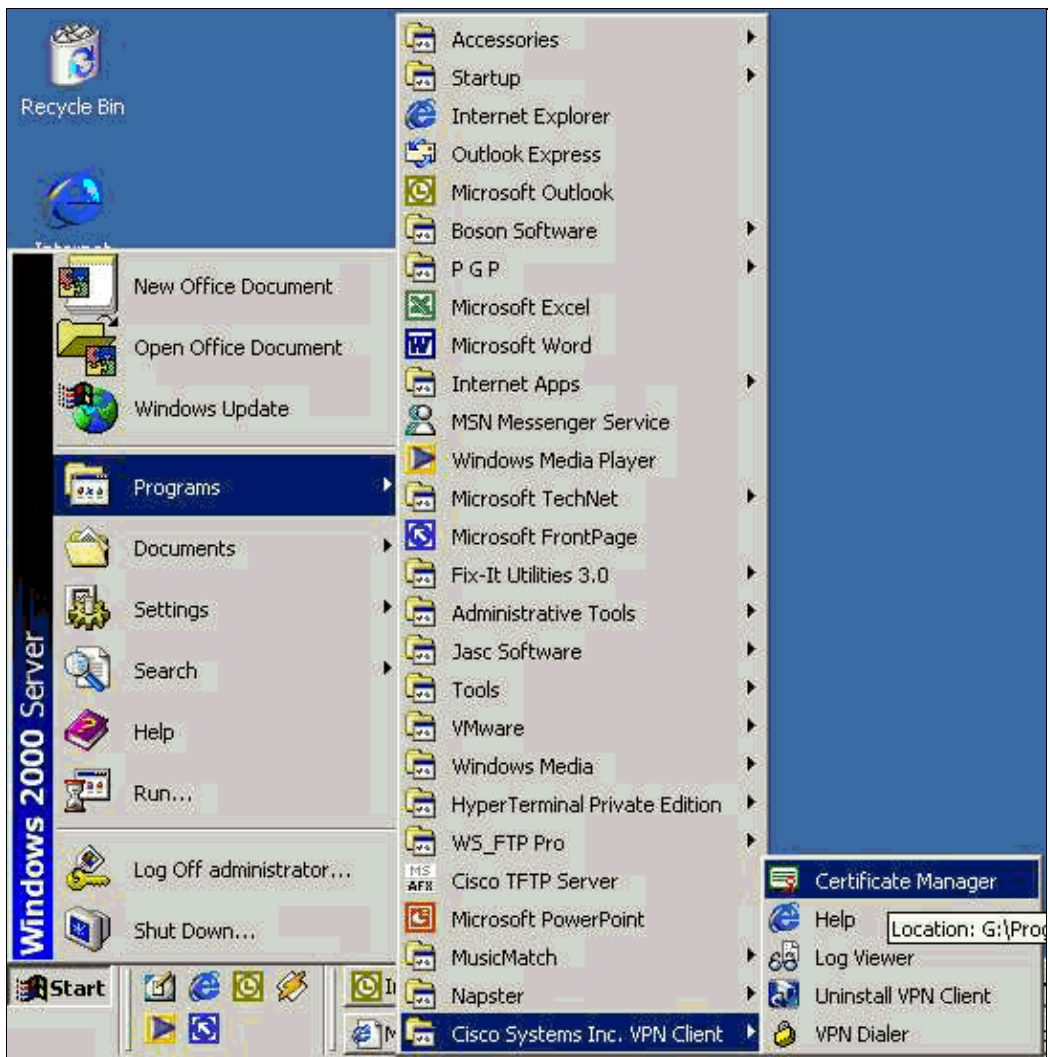 Recycle Bin
New Office Document
Open Office Document
Windows Update
Programs
Documents
Settings
Search
Help
Run...
Log Off administrator...
Shut Down...
Windows 2000 Server
Start
Accessories
Startup
Internet Explorer
Outlook Express
Microsoft Outlook
Boson Software
P G P
Microsoft Excel
Microsoft Word
Internet Apps
MSN Messenger Service
Windows Media Player
Microsoft TechNet
Microsoft FrontPage
Fix-It Utilities 3.0
Administrative Tools
Jasc Software
Tools
VMware
Windows Media
HyperTerminal Private Edition
WS_FTP Pro
MS
AFX
Cisco TFTP Server
Microsoft PowerPoint
MusicMatch
Napster
Cisco Systems Inc. VPN Client
Certificate Manager
Help
Location: G:\Prog
Log Viewer
Uninstall VPN Client
VPN Dialer